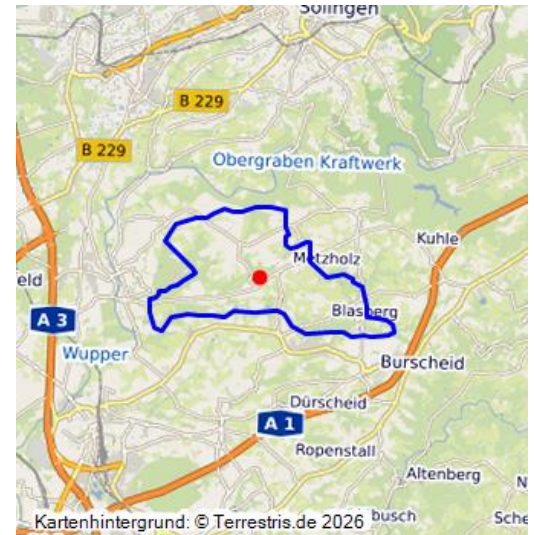 Solingen
B 229
B 229
Obergraben Kraftwerk
Kuhle
Metzholz
eld
A 3
Blasberg
Wupper
Burscheid
Dürscheid
A 1
Ropenstall
Altenberg
N
Kartenhintergrund: © Terrestris.de 2026
busch
Sche